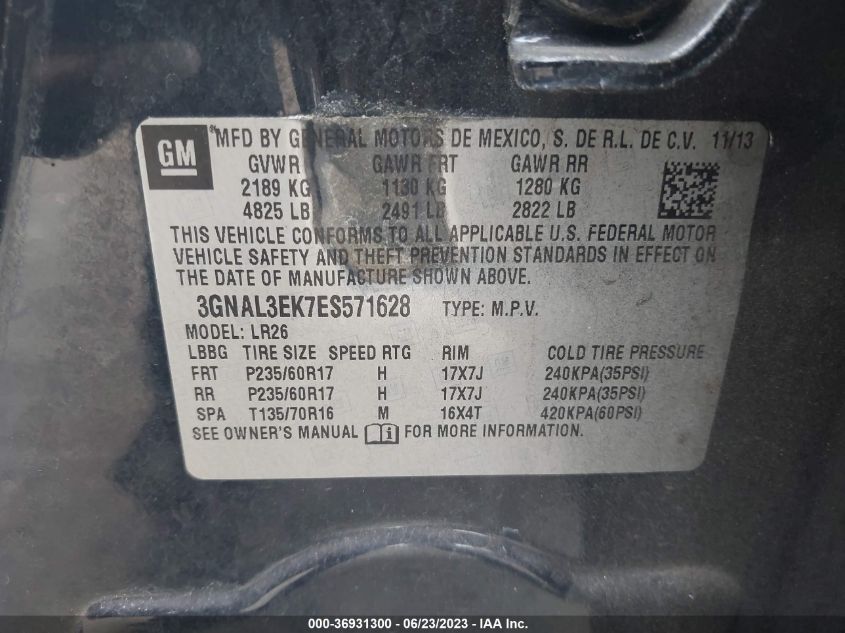 GM
MFD BY GENERAL MOTORS DE MEXICO, S. DE R.L. DE C.V. 11/13
GVWR GAWR FRT GAWR RR
2189 KG 1130 KG 1280 KG
4825 LB 2491 LB 2822 LB
THIS VEHICLE CONFORMS TO ALL APPLICABLE U.S. FEDERAL MOTOR
VEHICLE SAFETY AND THEFT PREVENTION STANDARDS IN EFFECT ON
THE DATE OF MANUFACTURE SHOWN ABOVE.
3GNAL3EK7ES571628 TYPE: M.P.V.
MODEL: LR26
LBBG TIRE SIZE SPEED RTG RIM COLD TIRE PRESSURE
FRT P235/60R17 H 17X7J 240KPA(35PSI)
RR P235/60R17 H 17X7J 240KPA(35PSI)
SPA T135/70R16 M 16X4T 420KPA(60PSI)
SEE OWNER'S MANUAL i FOR MORE INFORMATION.
000-36931300 - 06/23/2023 - IAA Inc.